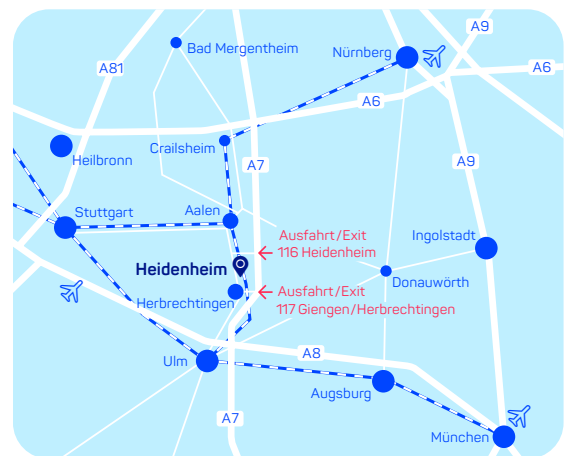 A9
Nürnberg
Bad Mergentheim
A81
A6
A6
Crailsheim
Heilbronn
A7
A9
Stuttgart
Aalen
Ausfahrt/Exit
116 Heidenheim
Ingolstadt
Heidenheim
Donauwörth
Herbrechtingen
Ausfahrt/Exit
117 Giengen/Herbrechtingen
Ulm
A8
Augsburg
A7
München